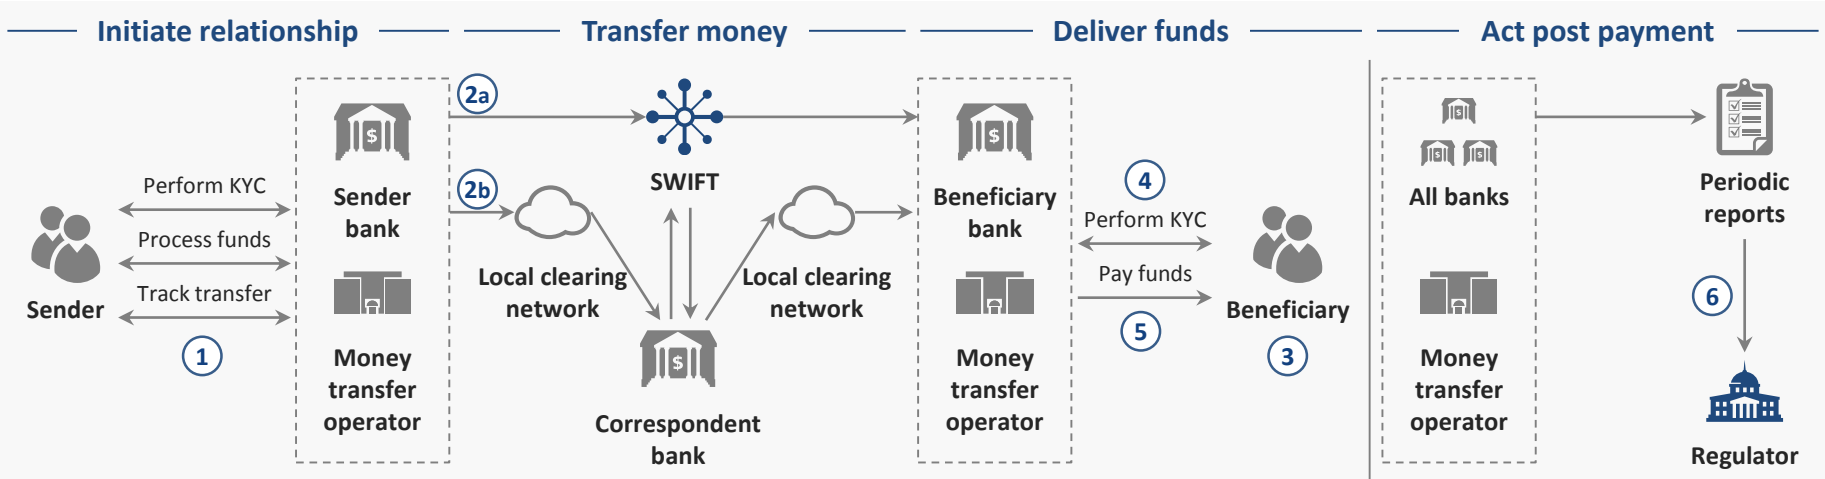 Initiate relationship
Transfer money
Deliver funds
Act post payment
Perform KYC
Process funds
Track transfer
Sender
1
$
Sender
bank
Money
transfer
operator
2a
2b
SWIFT
Local clearing
network
Local clearing
network
$
Correspondent
bank
$
Beneficiary
bank
Money
transfer
operator
4
Perform KYC
Pay funds
5
Beneficiary
3
$
$
$
All banks
Money
transfer
operator
Periodic
reports
6
Regulator